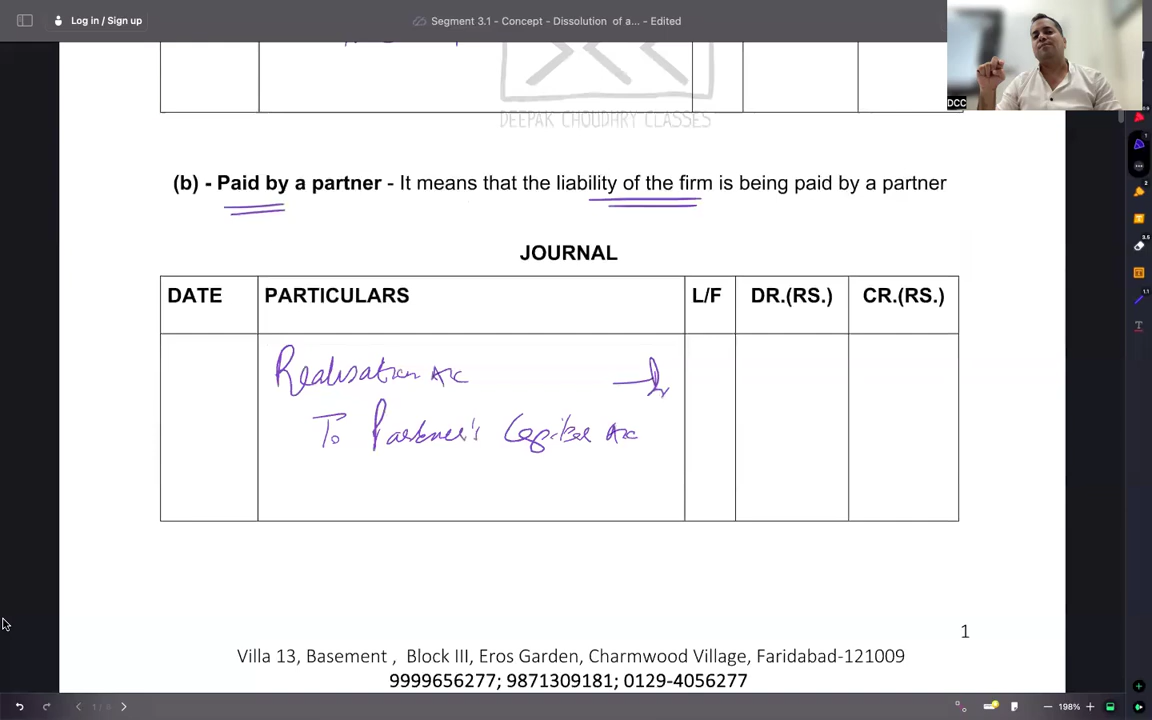 Log in / Sign up
Segment 3.1 - Concept - Dissolution of a... - Edited
DCC
DEEPAK CHOUDHRY CLASSES
(b) - Paid by a partner - It means that the liability of the firm is being paid by a partner
JOURNAL
DATE PARTICULARS L/F DR.(RS.) CR.(RS.)
Realisation A/c Dr
To Partner's Capital A/c
1
Villa 13, Basement , Block III, Eros Garden, Charmwood Village, Faridabad-121009
9999656277; 9871309181; 0129-4056277
198%